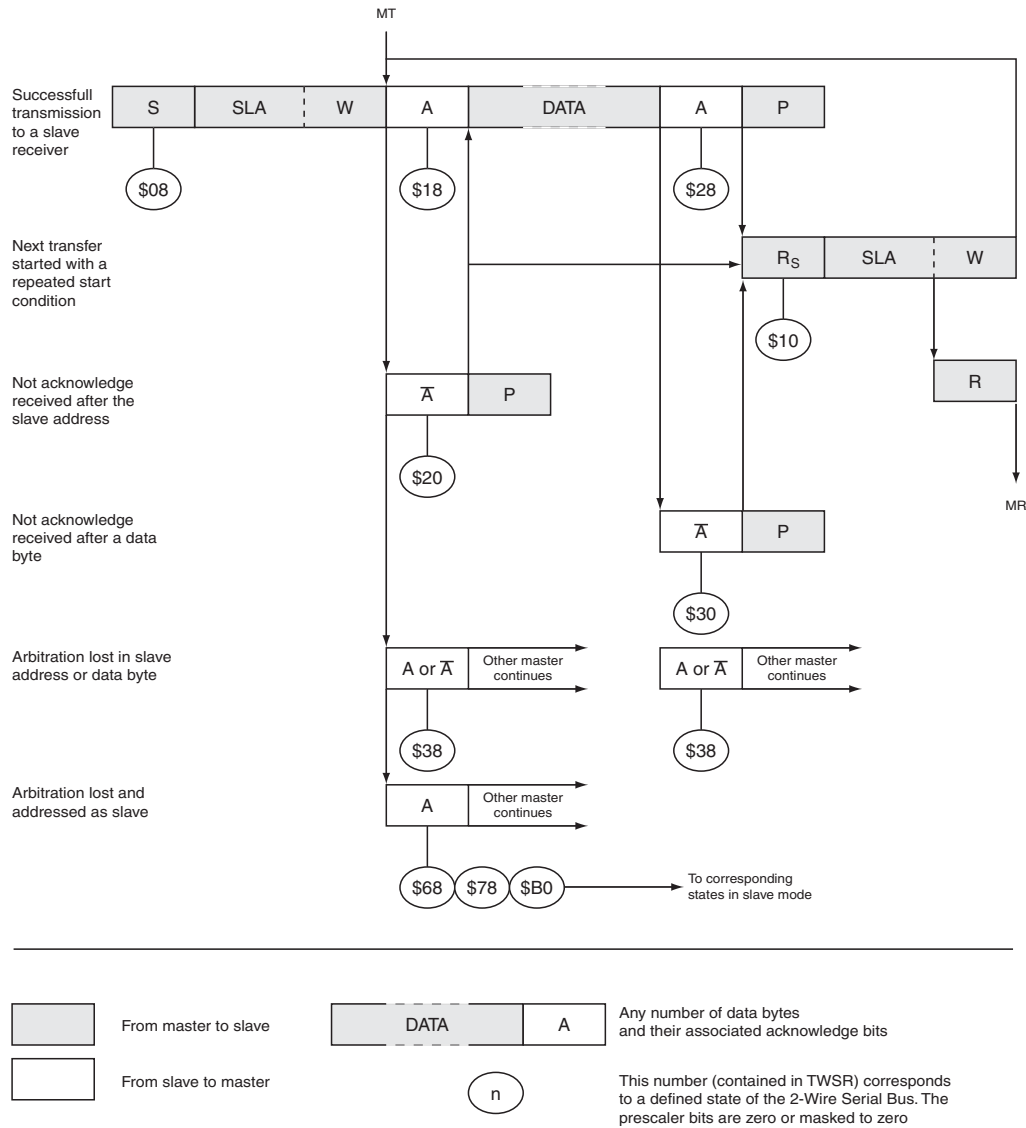 MT
Successfull
transmission
to a slave
receiver
S SLA W A DATA A P
$08 $18 $28
Next transfer
started with a
repeated start
condition
RS SLA W
$10
Not acknowledge
received after the
slave address
A̅ P
R
$20
MR
Not acknowledge
received after a data
byte
A̅ P
$30
Arbitration lost in slave
address or data byte
A or A̅
Other master
continues
A or A̅
Other master
continues
$38 $38
Arbitration lost and
addressed as slave
A
Other master
continues
$68 $78 $B0
To corresponding
states in slave mode
From master to slave
DATA A
Any number of data bytes
and their associated acknowledge bits
From slave to master
n
This number (contained in TWSR) corresponds
to a defined state of the 2-Wire Serial Bus. The
prescaler bits are zero or masked to zero